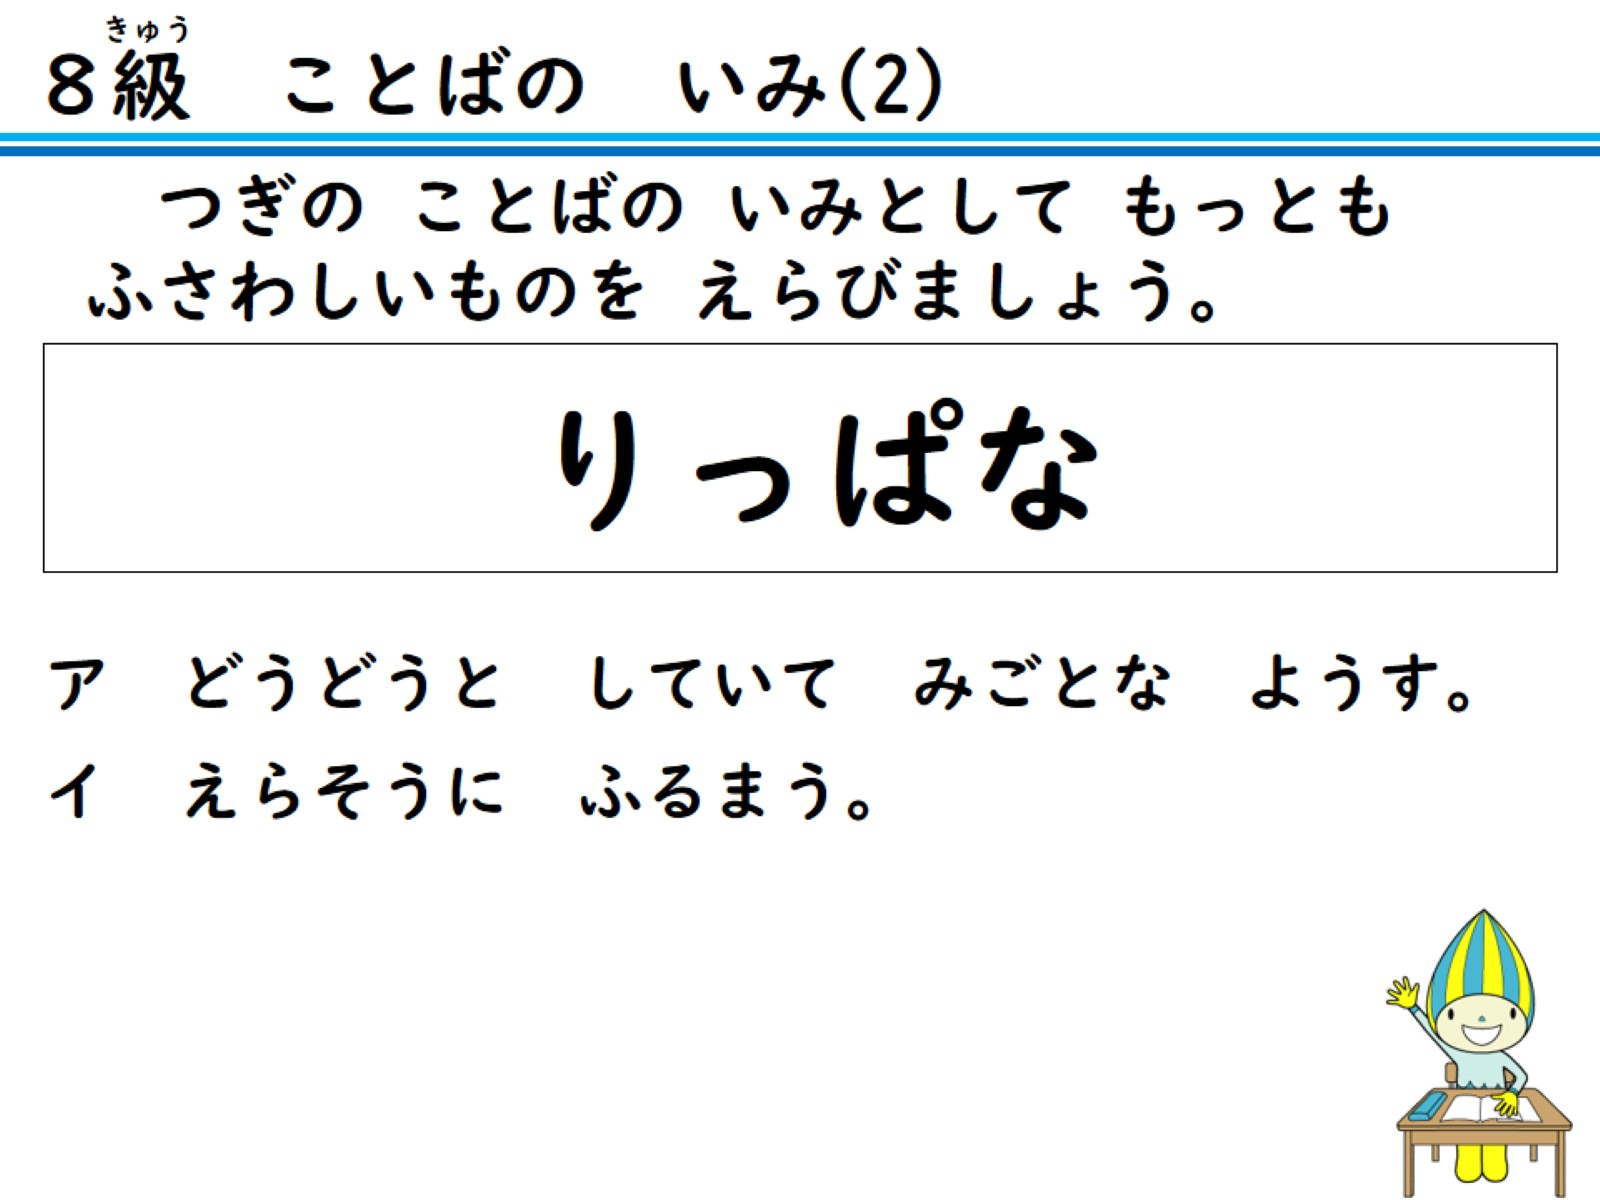 きゅう
8級　ことばの　いみ(2)
つぎの ことばの いみとして もっとも
ふさわしいものを えらびましょう。
りっぱな
ア　どうどうと　していて　みごとな　ようす。
イ　えらそうに　ふるまう。